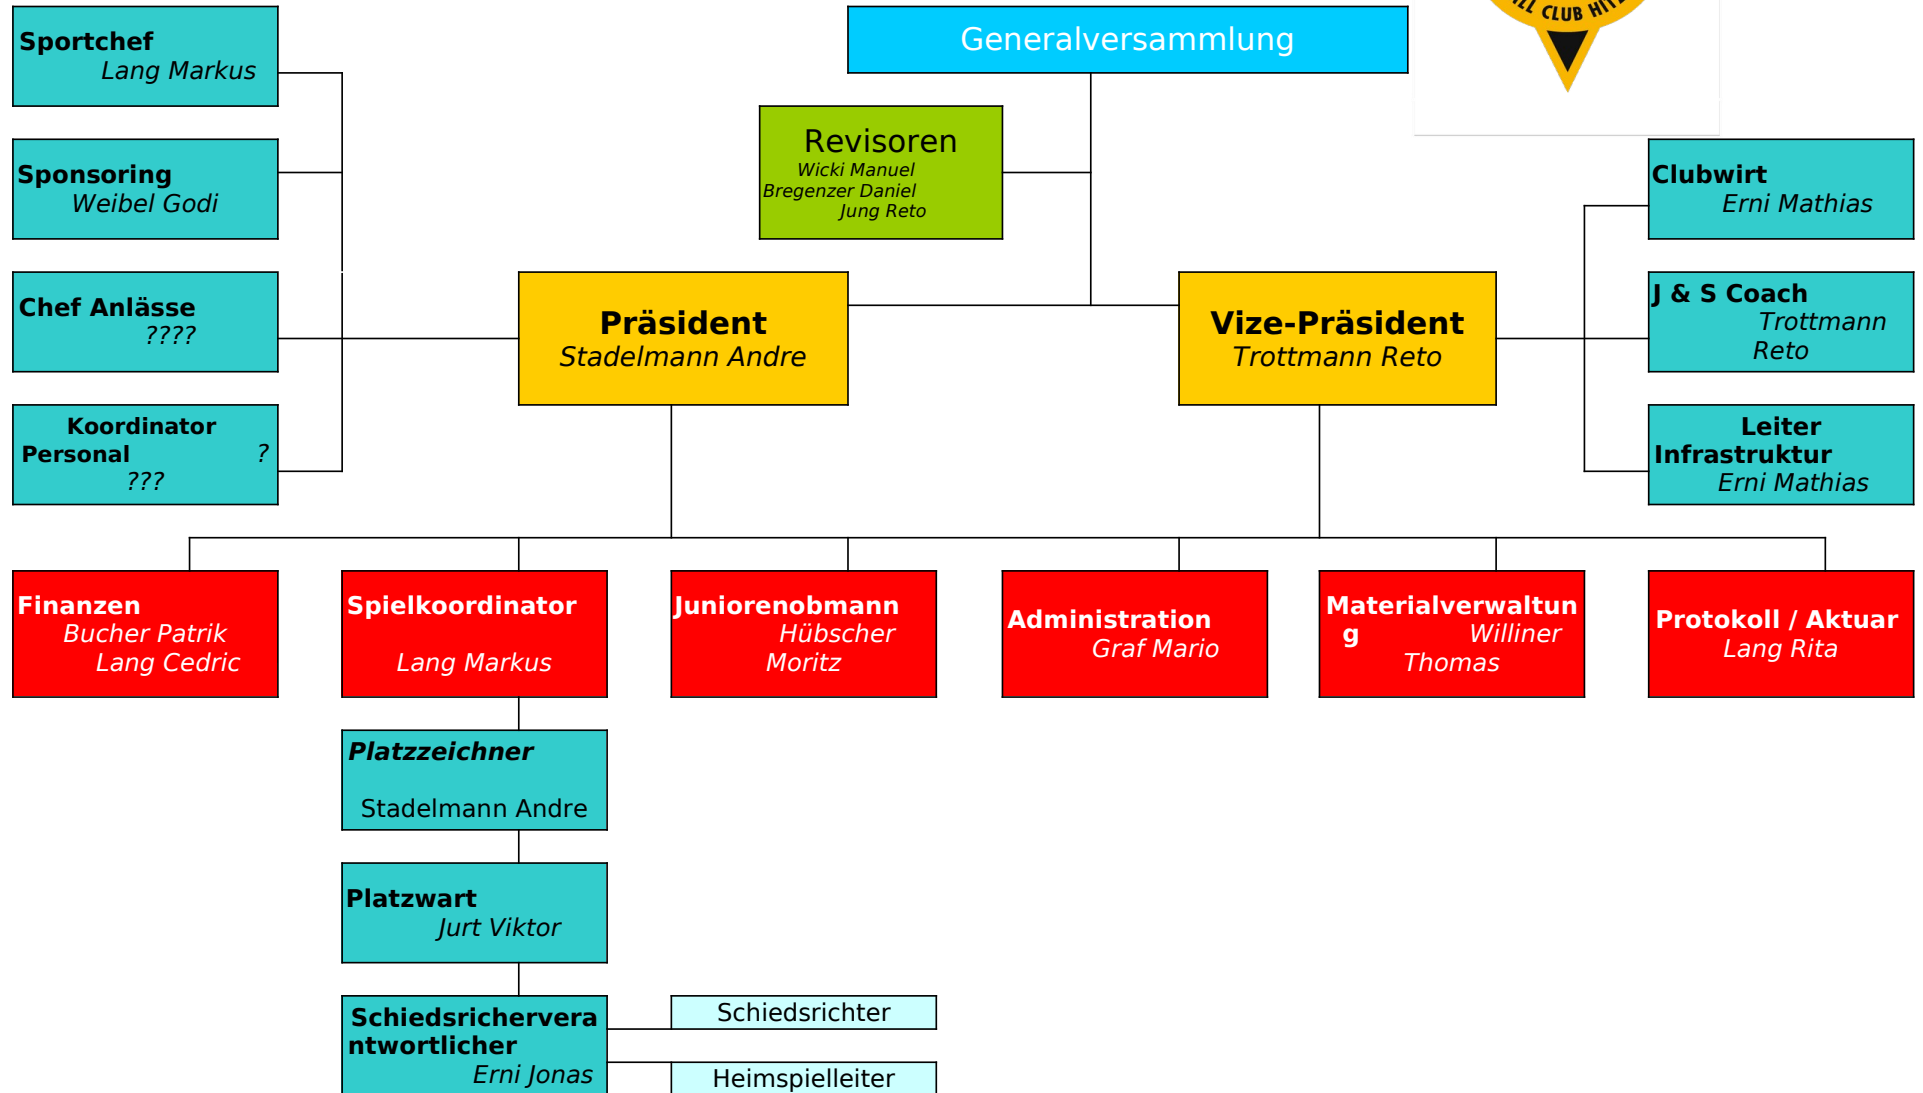 Sportchef
Lang Markus
Generalversammlung
CLUB
Revisoren
Wicki Manuel
Bregenzer Daniel
Jung Reto
Sponsoring
Weibel Godi
Clubwirt
Erni Mathias
Chef Anlässe
????
Präsident
Stadelmann Andre
Vize-Präsident
Trottmann Reto
J & S Coach
Trottmann
Reto
Koordinator
Personal ?
???
Leiter
Infrastruktur
Erni Mathias
Finanzen
Bucher Patrik
Lang Cedric
Spielkoordinator
Lang Markus
Juniorenobmann
Hübscher
Moritz
Administration
Graf Mario
Materialverwaltun
g Williner
Thomas
Protokoll / Aktuar
Lang Rita
Platzzeichner
Stadelmann Andre
Platzwart
Jurt Viktor
Schiedsrichervera
ntwortlicher
Erni Jonas
Schiedsrichter
Heimspielleiter